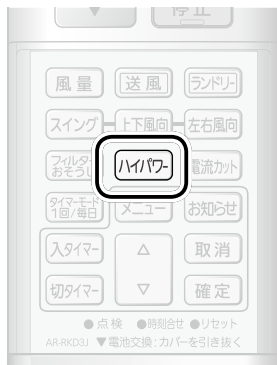 停止
風量 送風 ランドリー
スイング 上下風向 左右風向
フィルター おそうじ ハイパワー 電流カット
タイマーモード 1回/毎日 メニュー お知らせ
入タイマー △ 取消
切タイマー ▽ 確定
●点検 ●時刻合せ ●リセット
AR-RKD3J ▼電池交換:カバーを引き抜く